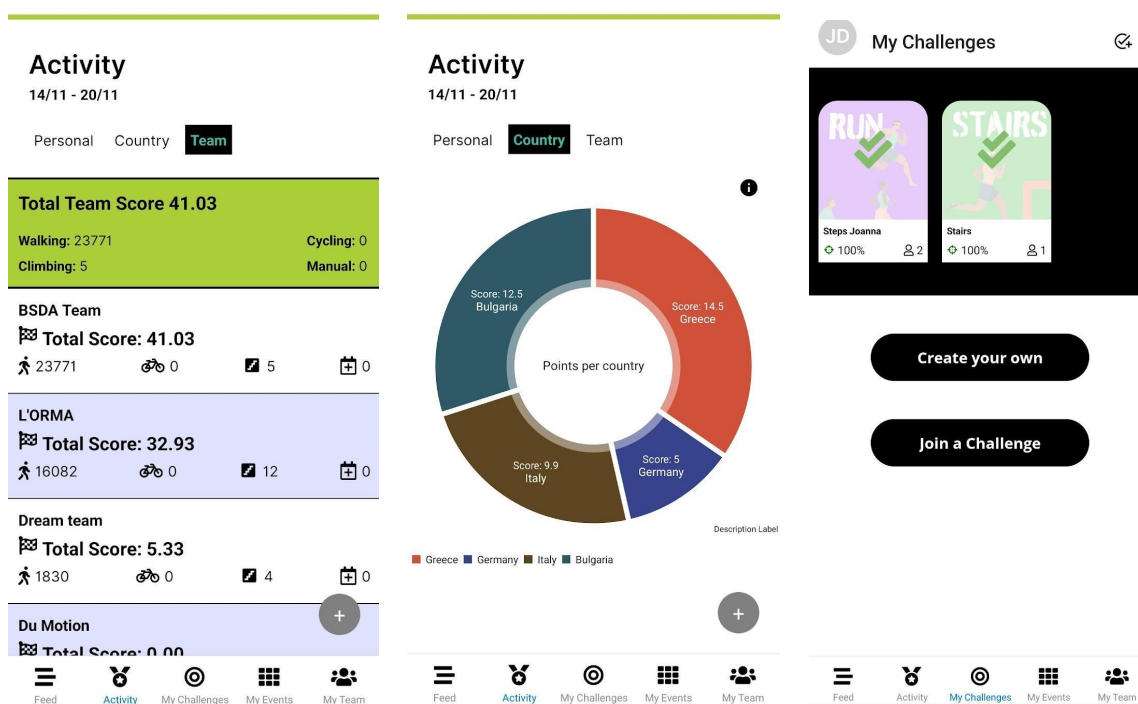 Activity
14/11 - 20/11
Personal Country Team
Total Team Score 41.03
Walking: 23771 Cycling: 0
Climbing: 5 Manual: 0
BSDA Team
Total Score: 41.03
23771 0 5 0
L'ORMA
Total Score: 32.93
16082 0 12 0
Dream team
Total Score: 5.33
1830 0 4 0
+
Du Motion
Total Score: 0.00
Feed Activity My Challenges My Events My Team
Activity
14/11 - 20/11
Personal Country Team
Score: 12.5
Bulgaria
Score: 14.5
Greece
Points per country
Score: 9.9
Italy
Score: 5
Germany
Description Label
Greece Germany Italy Bulgaria
+
Feed Activity My Challenges My Events My Team
JD My Challenges
RUN STAIRS
Steps Joanna Stairs
100% 2 100% 1
Create your own
Join a Challenge
Feed Activity My Challenges My Events My Team